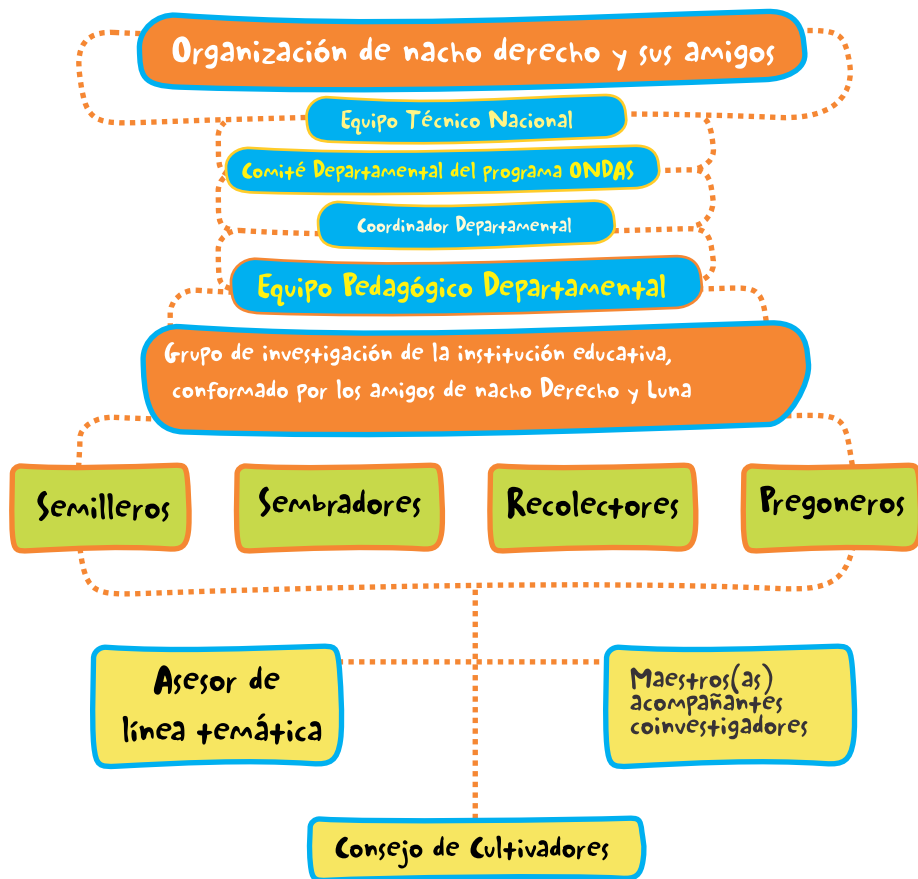 Organización de nacho derecho y sus amigos
Equipo Técnico Nacional
Comité Departamental del programa ONDAS
Coordinador Departamental
Equipo Pedagógico Departamental
Grupo de investigación de la institución educativa,
conformado por los amigos de nacho Derecho y Luna
Semilleros
Sembradores
Recolectores
Pregoneros
Asesor de
línea temática
Maestros(as)
acompañantes
coinvestigadores
Consejo de Cultivadores